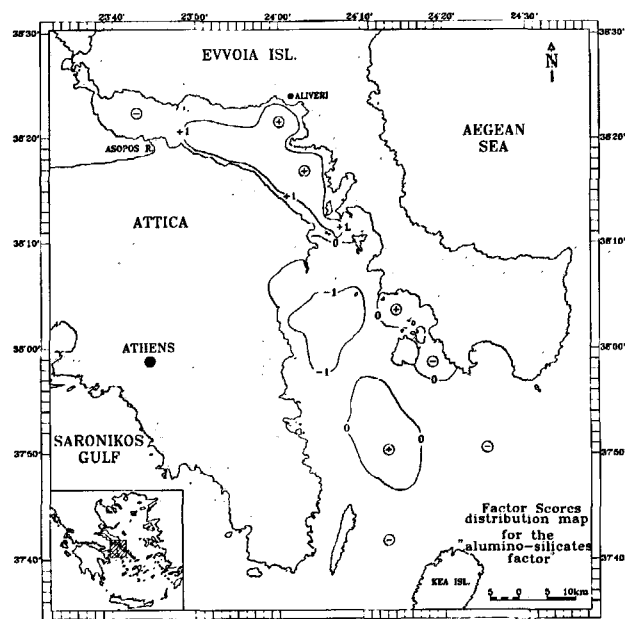 23°40' 23°00' 24°00' 24°10' 24°20' 24°30'
38°30' 38°30'
EVVOIA ISL.
N
ALIVERI
AEGEAN
SEA
38°20' 38°20'
ASOPOS R.
+1
+1
+1
0
ATTICA
38°10' 38°10'
-1
0
38°00' 38°00'
ATHENS
-1
0
0
0
SARONIKOS
GULF
37°50' 37°50'
Factor Scores
distribution map
for the
"alumino-silicates
factor"
37°40' 37°40'
KEA ISL.
5 0 5 10km